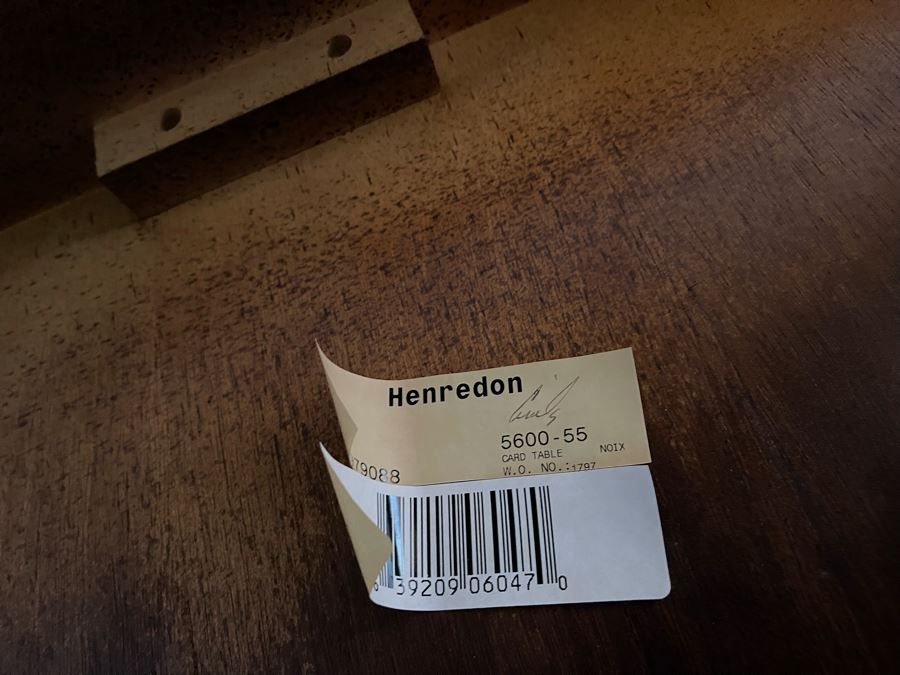 Henredon
5600-55
CARD TABLE NOIX
79088 W.O. NO.:1797
39209 06047 0